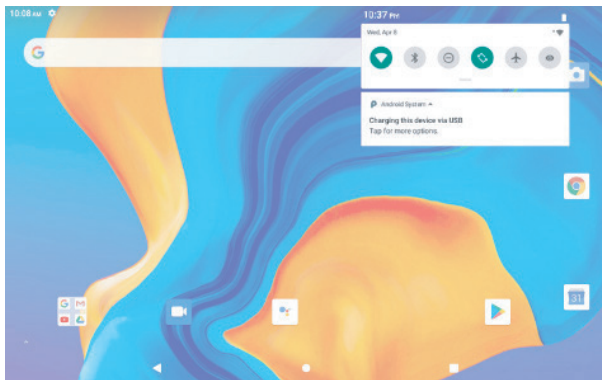 10:08 AM
10:37 PM
Wed, Apr 8
Android System
Charging this device via USB
Tap for more options.
31